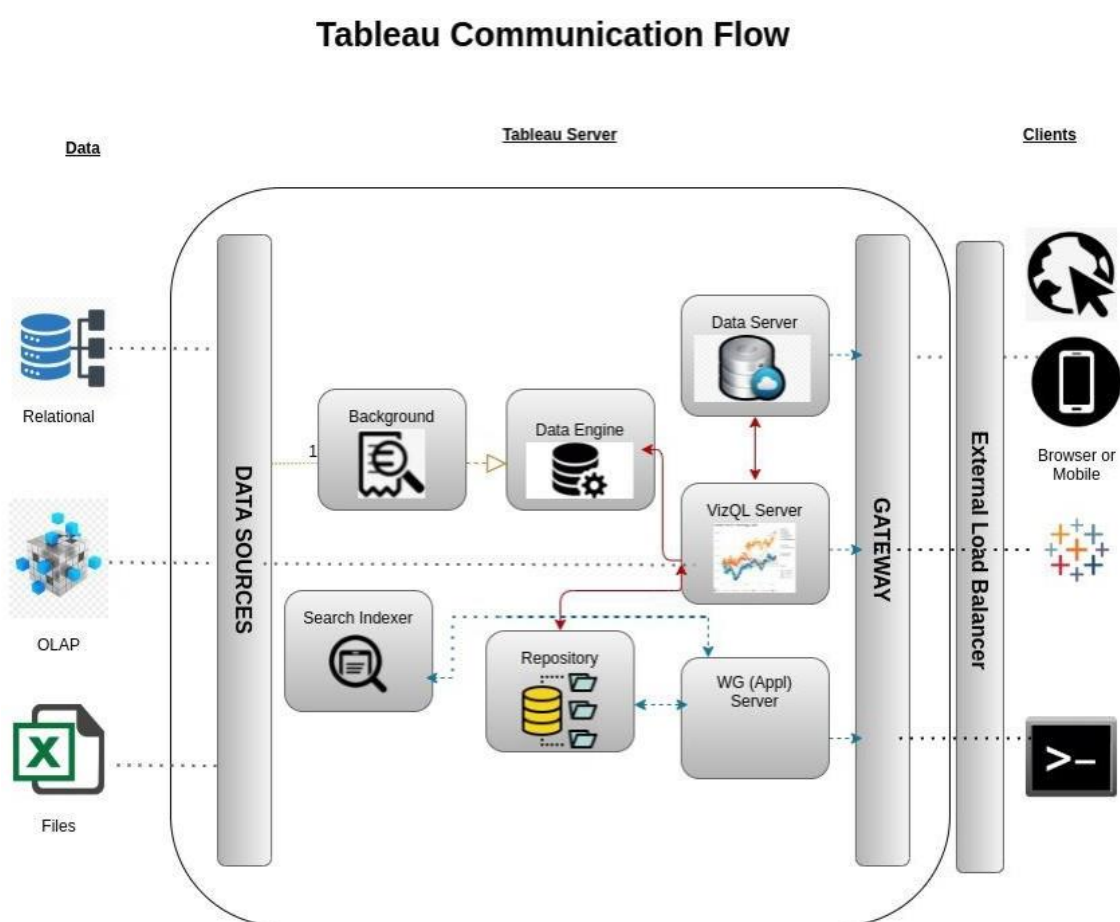 Tableau Communication Flow
Data
Tableau Server
Clients
Relational
OLAP
Files
DATA SOURCES
1
Background
Data Engine
Data Server
VizQL Server
Search Indexer
Repository
WG (Appl)
Server
GATEWAY
External Load Balancer
Browser or
Mobile
X
>–